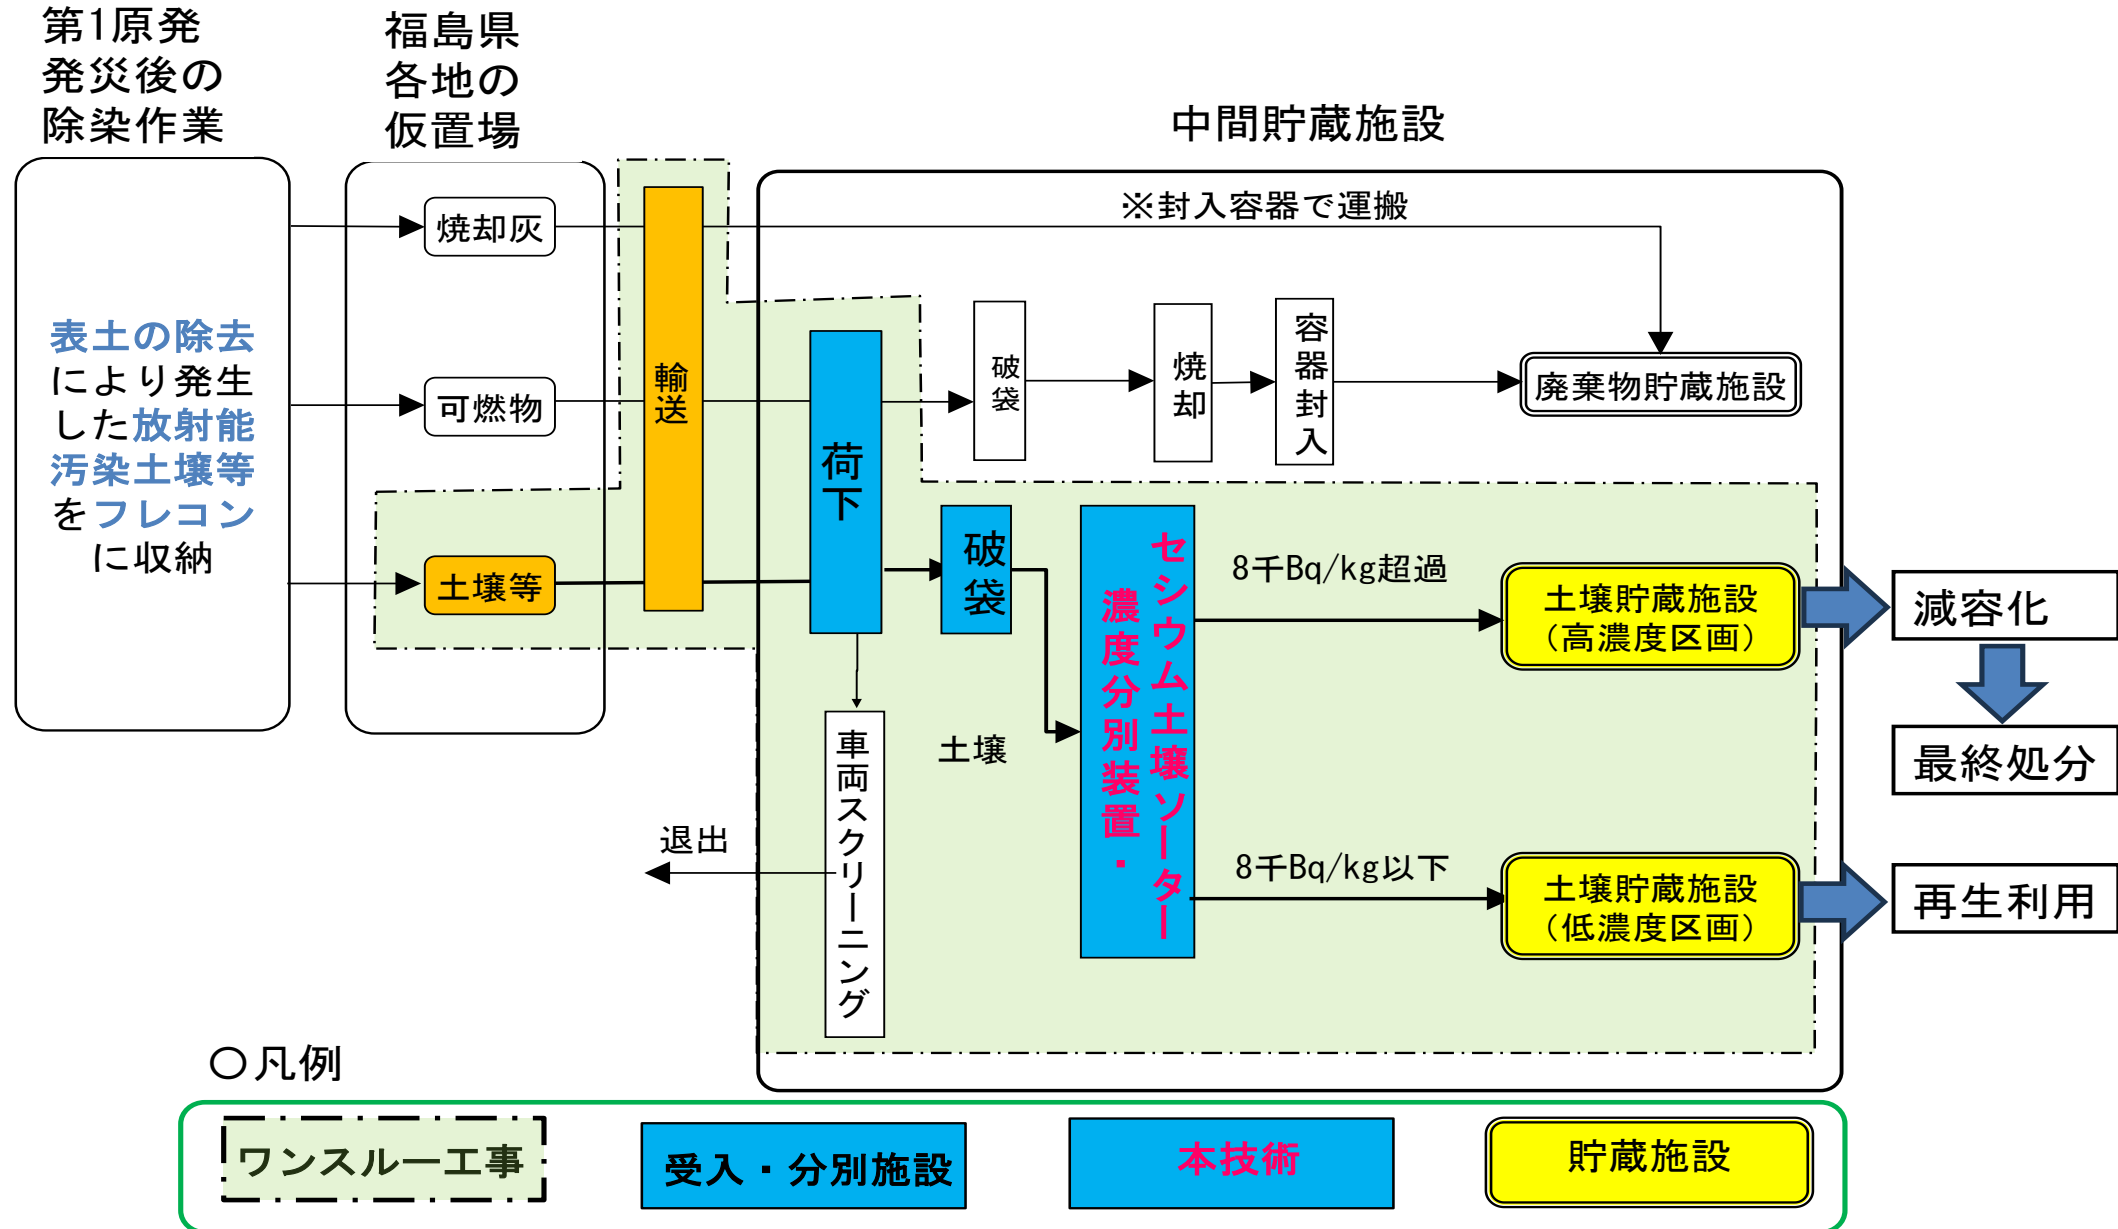 第1原発
発災後の
除染作業
福島県
各地の
仮置場
中間貯蔵施設
表土の除去
により発生
した放射能
汚染土壌等
をフレコン
に収納
焼却灰
可燃物
土壌等
輸送
※封入容器で運搬
荷下
破袋
焼却
容器封入
廃棄物貯蔵施設
破袋
土壌
セシウム土壌ソーター
濃度分別装置・
8千Bq/kg超過
土壌貯蔵施設
（高濃度区画）
減容化
最終処分
車両スクリーニング
退出
8千Bq/kg以下
土壌貯蔵施設
（低濃度区画）
再生利用
〇凡例
ワンスルー工事
受入・分別施設
本技術
貯蔵施設